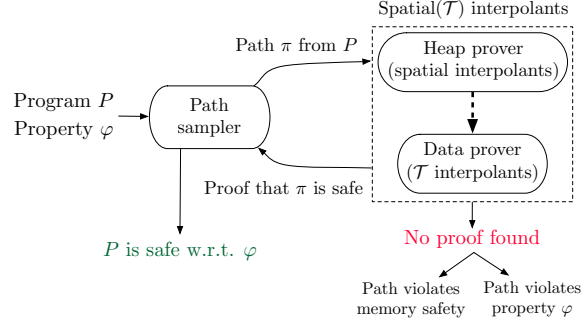 Spatial(𝒯) interpolants
Path π from P
Heap prover
(spatial interpolants)
Program P
Property φ
Path
sampler
Data prover
(𝒯 interpolants)
Proof that π is safe
P is safe w.r.t. φ
No proof found
Path violates
memory safety
Path violates
property φ